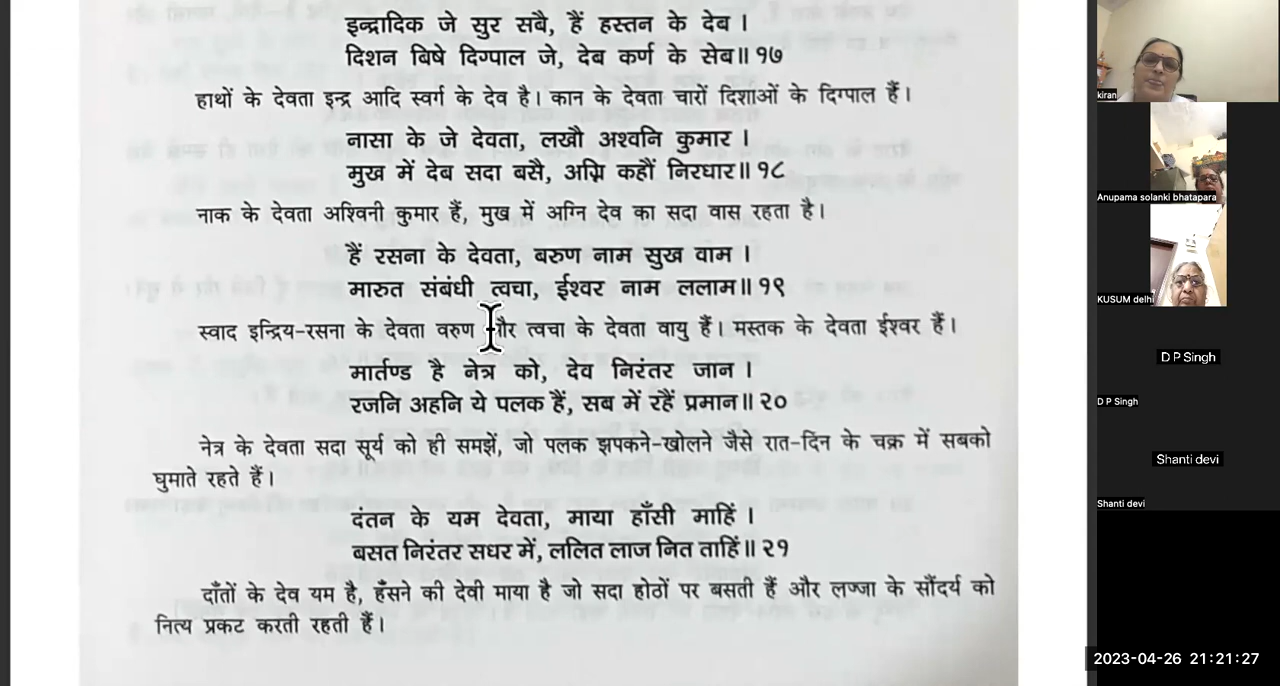 इन्द्रादिक जे सुर सबै, हैं हस्तन के देब ।
दिशन बिषे दिग्पाल जे, देब कर्ण के सेब॥ १७
हाथों के देवता इन्द्र आदि स्वर्ग के देव है। कान के देवता चारों दिशाओं के दिग्पाल हैं।
नासा के जे देवता, लखौ अश्वनि कुमार ।
मुख में देब सदा बसै, अग्नि कहौं निरधार॥ १८
नाक के देवता अश्विनी कुमार हैं, मुख में अग्नि देव का सदा वास रहता है।
हैं रसना के देवता, बरुण नाम सुख वाम ।
मारुत संबंधी त्वचा, ईश्वर नाम ललाम॥ १९
स्वाद इन्द्रिय-रसना के देवता वरुण त्वचा के देवता वायु हैं। मस्तक के देवता ईश्वर हैं।
मार्तण्ड है नेत्र को, देव निरंतर जान ।
रजनि अहनि ये पलक हैं, सब में रहैं प्रमान॥ २०
नेत्र के देवता सदा सूर्य को ही समझें, जो पलक झपकने-खोलने जैसे रात-दिन के चक्र में सबको
घुमाते रहते हैं।
दंतन के यम देवता, माया हाँसी माहिं ।
बसत निरंतर सधर में, ललित लाज नित ताहिं॥ २१
दाँतों के देव यम है, हँसने की देवी माया है जो सदा होठों पर बसती हैं और लज्जा के सौंदर्य को
नित्य प्रकट करती रहती हैं।
kiran
Anupama solanki bhatapara
KUSUM delhi
D P Singh
D P Singh
Shanti devi
Shanti devi
2023-04-26 21:21:27